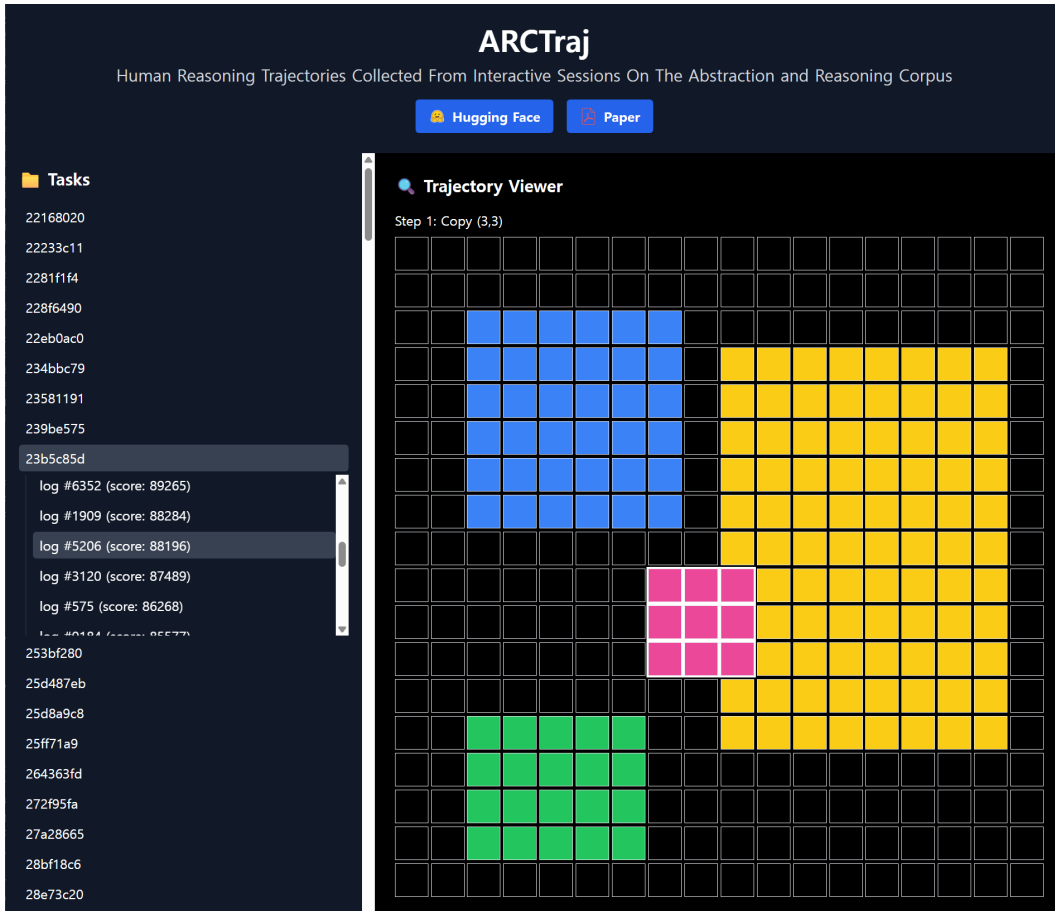 ARCTraj
Human Reasoning Trajectories Collected From Interactive Sessions On The Abstraction and Reasoning Corpus
Hugging Face
Paper
Tasks
22168020
22233c11
2281f1f4
228f6490
22eb0ac0
234bbc79
23581191
239be575
23b5c85d
log #6352 (score: 89265)
log #1909 (score: 88284)
log #5206 (score: 88196)
log #3120 (score: 87489)
log #575 (score: 86268)
253bf280
25d487eb
25d8a9c8
25ff71a9
264363fd
272f95fa
27a28665
28bf18c6
28e73c20
Trajectory Viewer
Step 1: Copy (3,3)